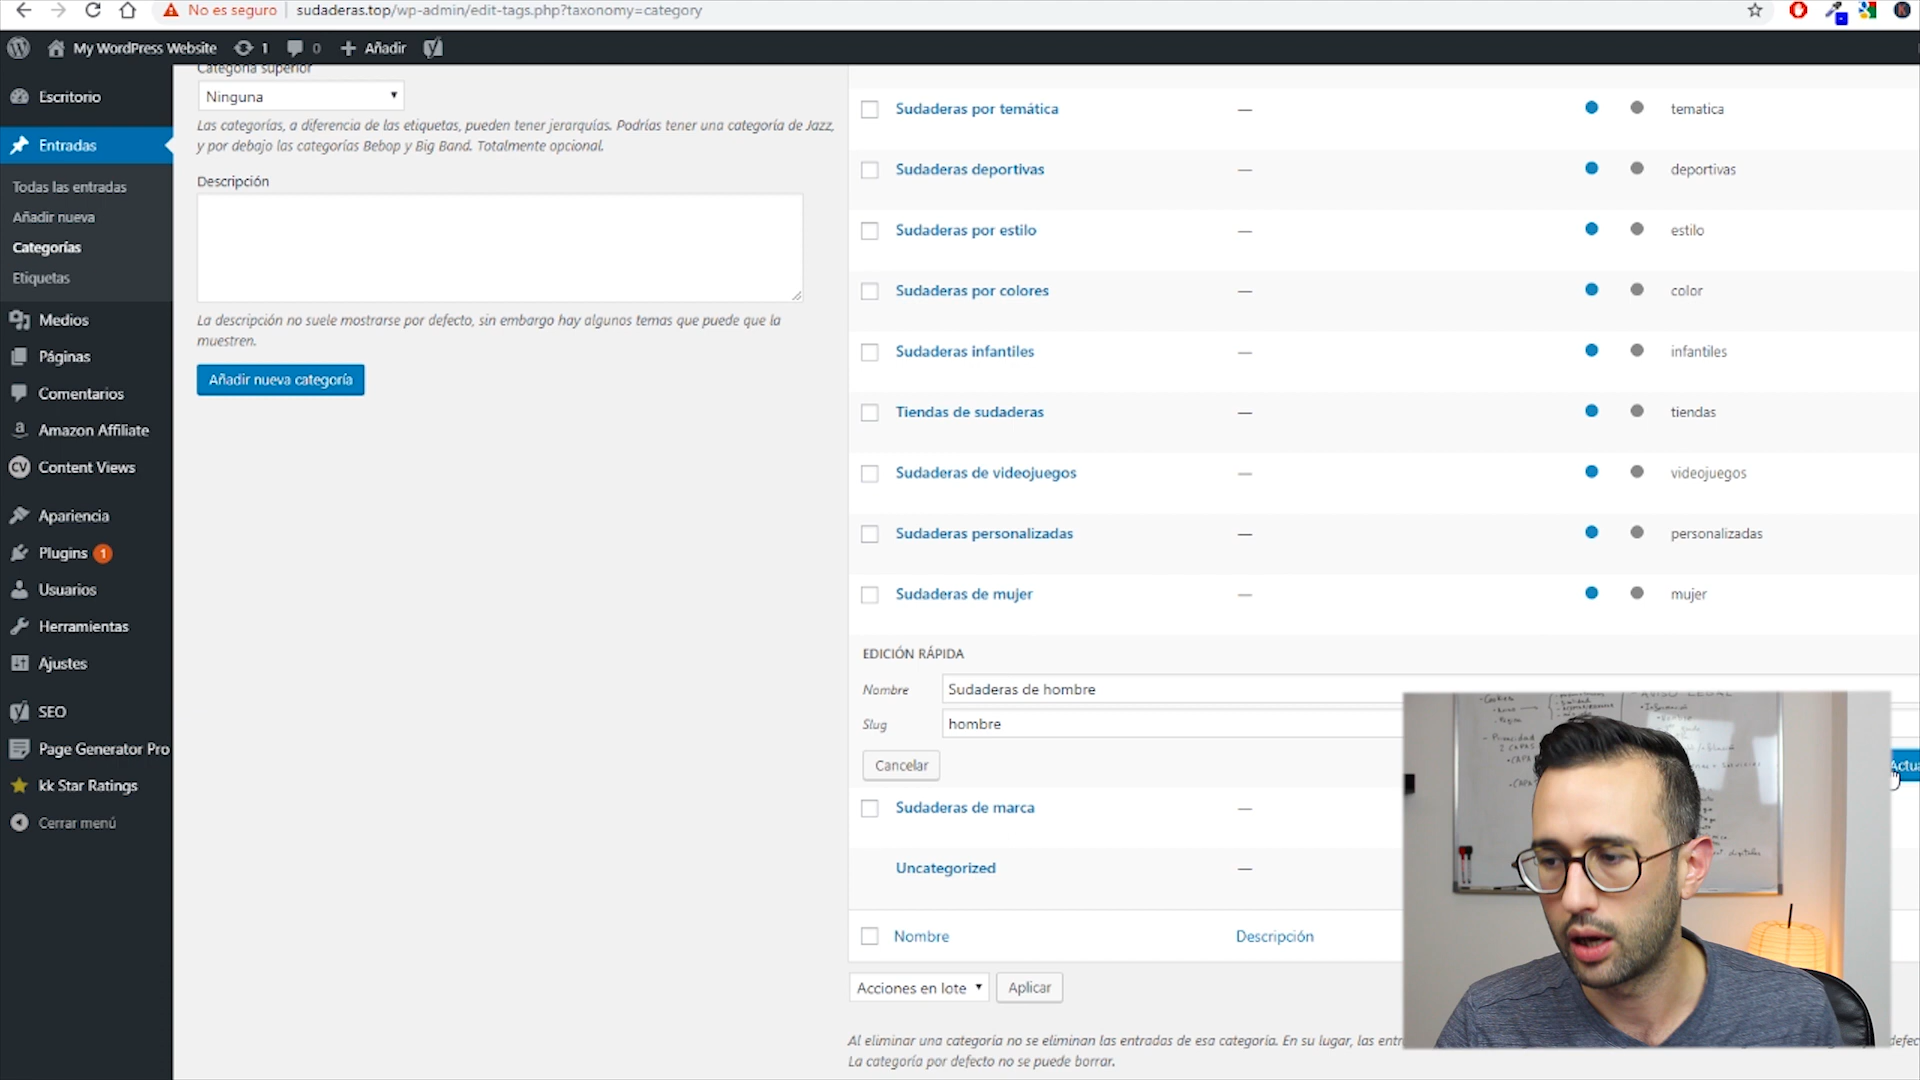 No es seguro
sudaderas.top/wp-admin/edit-tags.php?taxonomy=category
My WordPress Website
1
0
Añadir
Escritorio
Entradas
Todas las entradas
Añadir nueva
Categorías
Etiquetas
Medios
Páginas
Comentarios
Amazon Affiliate
Content Views
Apariencia
Plugins 1
Usuarios
Herramientas
Ajustes
SEO
Page Generator Pro
kk Star Ratings
Cerrar menú
Categoría superior
Ninguna
Las categorías, a diferencia de las etiquetas, pueden tener jerarquías. Podrías tener una categoría de Jazz,
y por debajo las categorías Bebop y Big Band. Totalmente opcional.
Descripción
La descripción no suele mostrarse por defecto, sin embargo hay algunos temas que puede que la
muestren.
Añadir nueva categoría
Sudaderas por temática — tematica
Sudaderas deportivas — deportivas
Sudaderas por estilo — estilo
Sudaderas por colores — color
Sudaderas infantiles — infantiles
Tiendas de sudaderas — tiendas
Sudaderas de videojuegos — videojuegos
Sudaderas personalizadas — personalizadas
Sudaderas de mujer — mujer
EDICIÓN RÁPIDA
Nombre Sudaderas de hombre
Slug hombre
Cancelar
Actua
Sudaderas de marca —
Uncategorized —
Nombre Descripción
Acciones en lote
Aplicar
Al eliminar una categoría no se eliminan las entradas de esa categoría. En su lugar, las entr
defec
La categoría por defecto no se puede borrar.
AVISO LEGAL